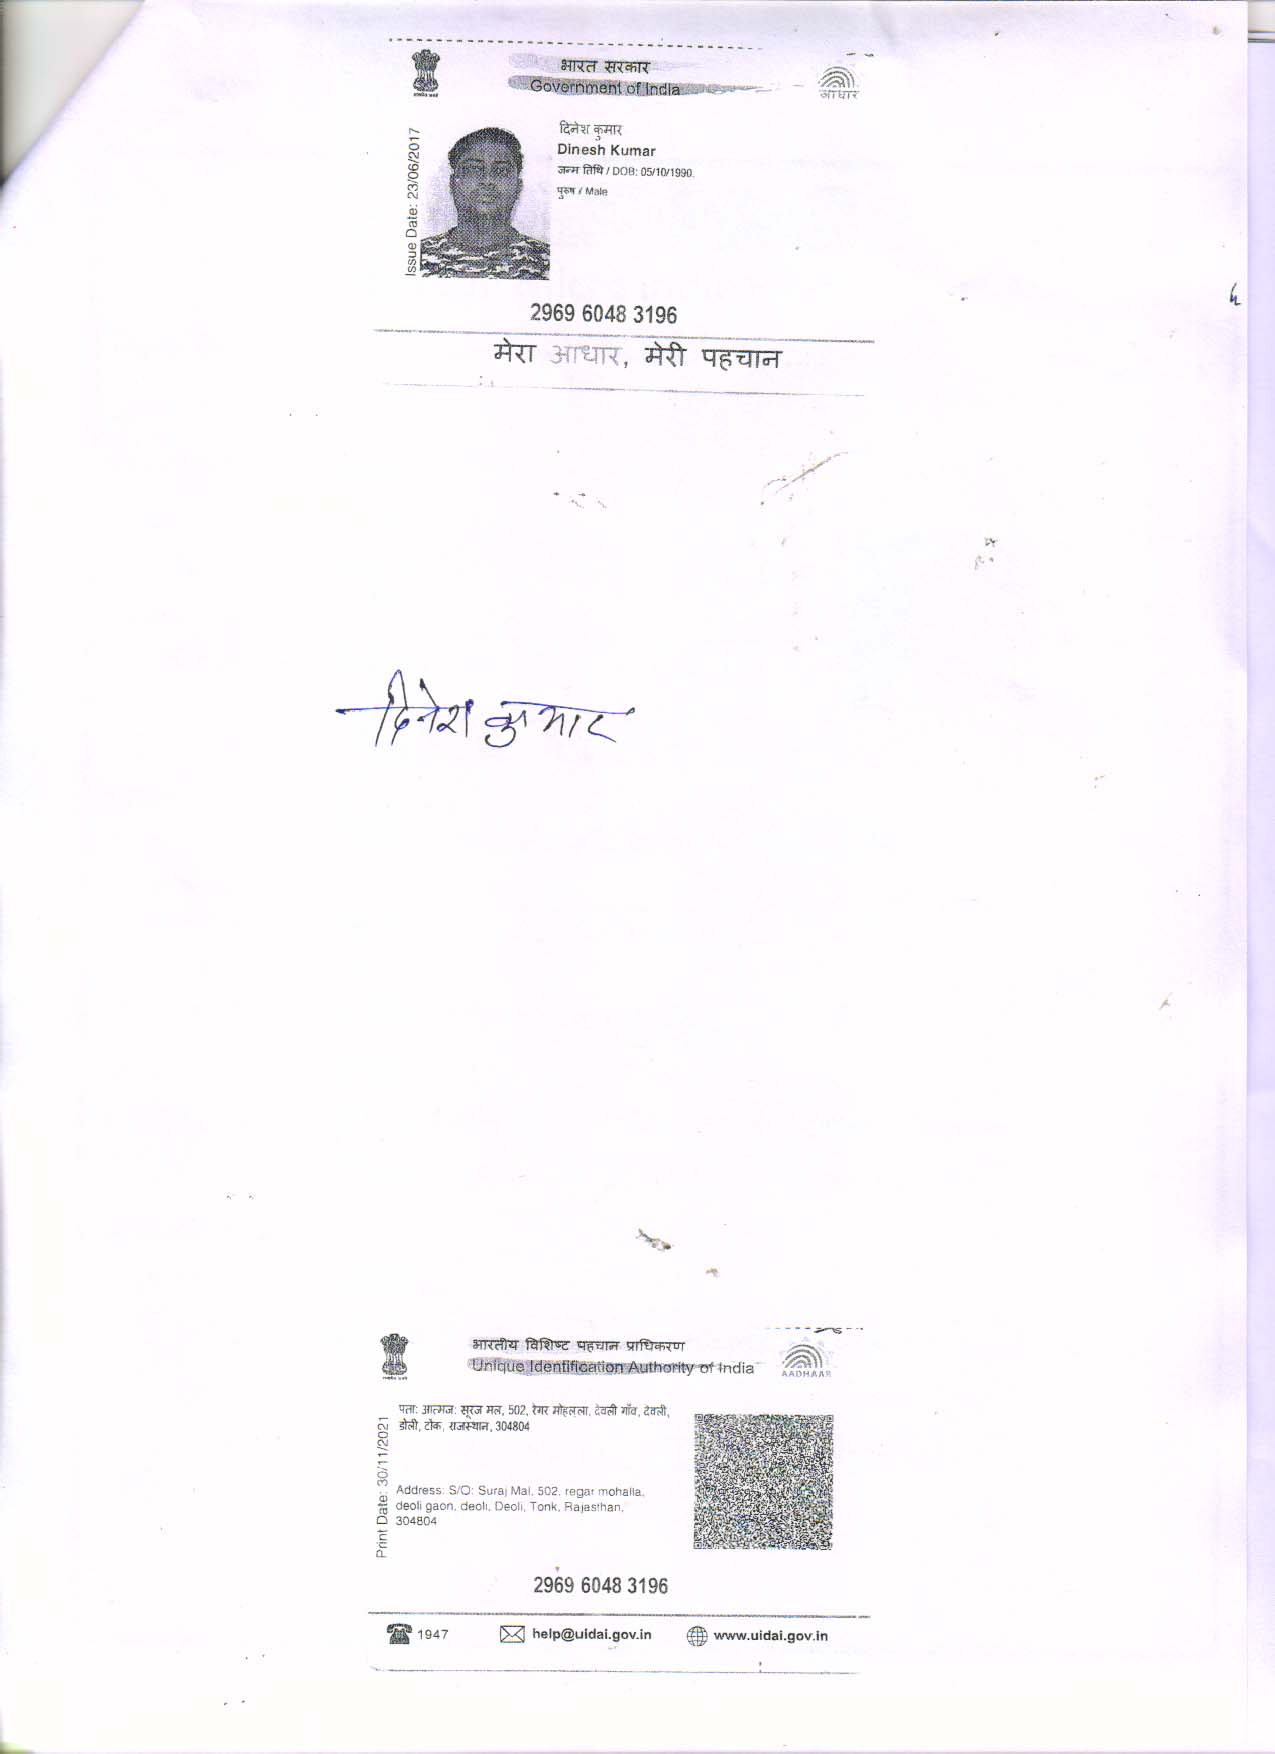 भारत सरकार
Government of India
आधार
Issue Date: 23/06/2017
दिनेश कुमार
Dinesh Kumar
जन्म तिथि / DOB: 05/10/1990
पुरुष / Male
2969 6048 3196
मेरा आधार, मेरी पहचान
दिनेश कुमार
भारतीय विशिष्ट पहचान प्राधिकरण
Unique Identification Authority of India
AADHAAR
Print Date: 30/11/2021
पता: आत्मज: सूरज मल, 502, रेगर मोहल्ला, देवली गाँव, देवली,
डोली, टोंक, राजस्थान, 304804
Address: S/O: Suraj Mal, 502, regar mohalla,
deoli gaon, deoli, Deoli, Tonk, Rajasthan,
304804
2969 6048 3196
1947
help@uidai.gov.in
www.uidai.gov.in